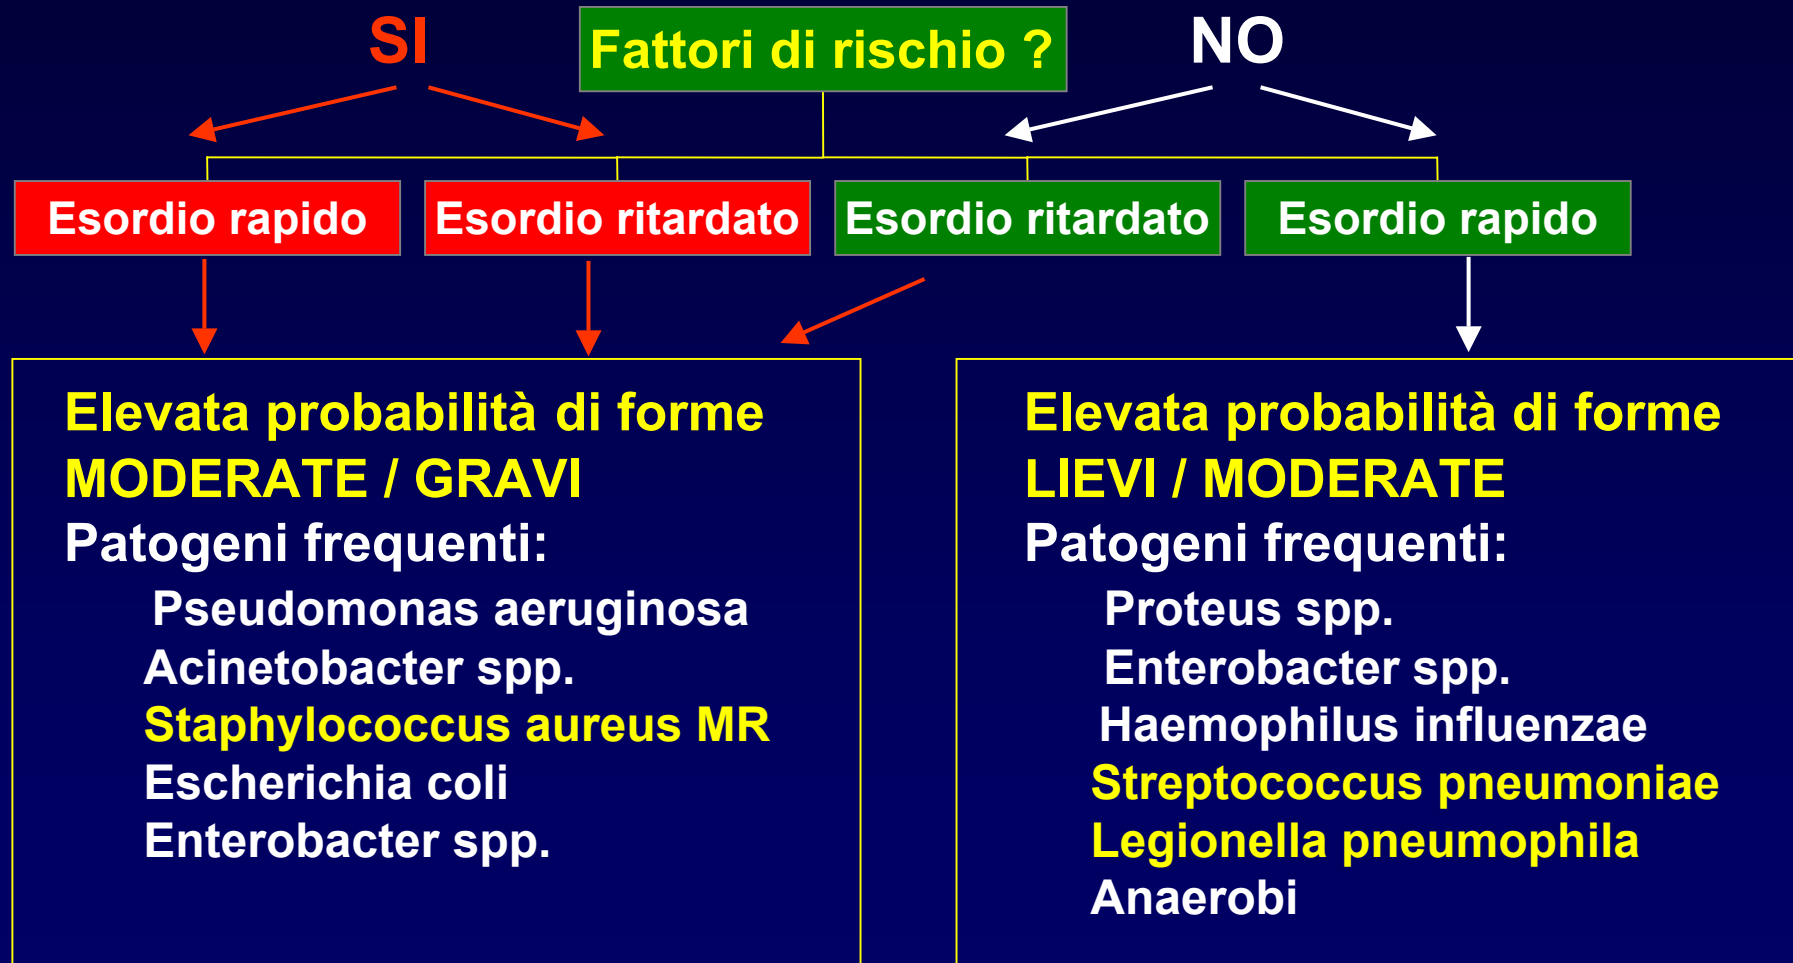 SI
Fattori di rischio ?
NO
Esordio rapido
Esordio ritardato
Esordio ritardato
Esordio rapido
Elevata probabilità di forme
MODERATE / GRAVI
Patogeni frequenti:
Pseudomonas aeruginosa
Acinetobacter spp.
Staphylococcus aureus MR
Escherichia coli
Enterobacter spp.
Elevata probabilità di forme
LIEVI / MODERATE
Patogeni frequenti:
Proteus spp.
Enterobacter spp.
Haemophilus influenzae
Streptococcus pneumoniae
Legionella pneumophila
Anaerobi